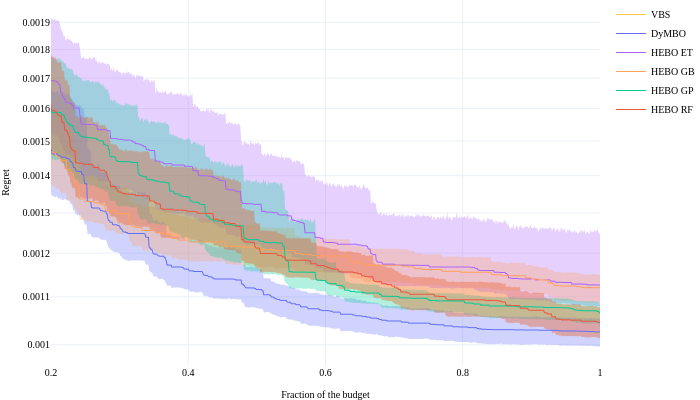 0.0019
0.0018
0.0017
0.0016
0.0015
0.0014
0.0013
0.0012
0.0011
0.001
Regret
0.2
0.4
0.6
0.8
1
Fraction of the budget
VBS
DyMBO
HEBO ET
HEBO GB
HEBO GP
HEBO RF